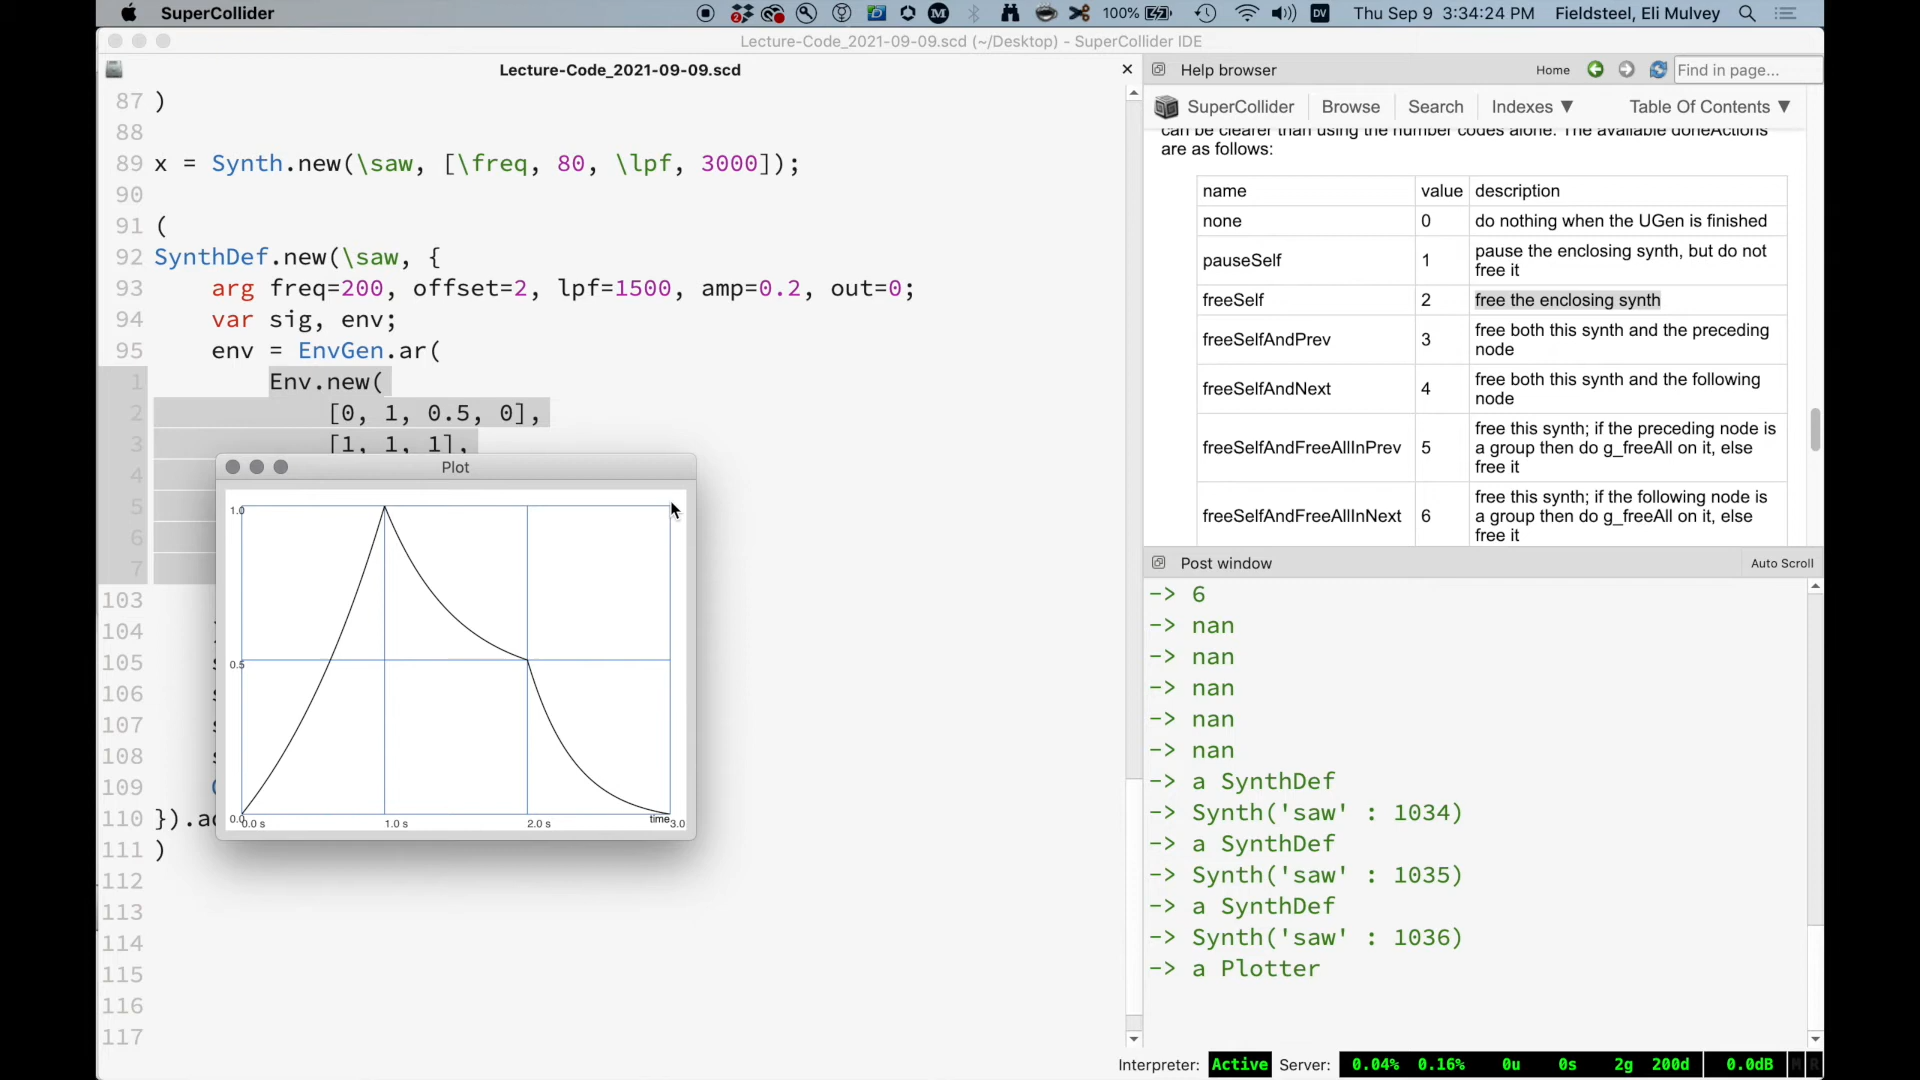 SuperCollider
100%
Thu Sep 9 3:34:24 PM
Fieldsteel, Eli Mulvey
Lecture-Code_2021-09-09.scd (~/Desktop) - SuperCollider IDE
Lecture-Code_2021-09-09.scd
87 )
88
89 x = Synth.new(\saw, [\freq, 80, \lpf, 3000]);
90
91 (
92 SynthDef.new(\saw, {
93 arg freq=200, offset=2, lpf=1500, amp=0.2, out=0;
94 var sig, env;
95 env = EnvGen.ar(
1 Env.new(
2 [0, 1, 0.5, 0],
3 [1, 1, 1],
4
5
6
7
103
104
105
106
107
108
109
110 }).a
111 )
112
113
114
115
116
117
Plot
1.0
0.5
0.0
0.0 s
1.0 s
2.0 s
time
3.0
Help browser
Home
Find in page...
SuperCollider
Browse
Search
Indexes ▼
Table Of Contents ▼
can be clearer than using the number codes alone. The available doneActions
are as follows:
name value description
none 0 do nothing when the UGen is finished
pauseSelf 1 pause the enclosing synth, but do not
free it
freeSelf 2 free the enclosing synth
freeSelfAndPrev 3 free both this synth and the preceding
node
freeSelfAndNext 4 free both this synth and the following
node
freeSelfAndFreeAllInPrev 5 free this synth; if the preceding node is
a group then do g_freeAll on it, else
free it
freeSelfAndFreeAllInNext 6 free this synth; if the following node is
a group then do g_freeAll on it, else
free it
Post window
Auto Scroll
-> 6
-> nan
-> nan
-> nan
-> nan
-> nan
-> a SynthDef
-> Synth('saw' : 1034)
-> a SynthDef
-> Synth('saw' : 1035)
-> a SynthDef
-> Synth('saw' : 1036)
-> a Plotter
Interpreter: Active Server: 0.04% 0.16% 0u 0s 2g 200d 0.0dB M R